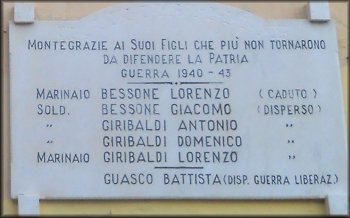 MONTEGRAZIE AI SUOI FIGLI CHE PIÙ NON TORNARONO
DA DIFENDERE LA PATRIA
GUERRA 1940-43
MARINAIO BESSONE LORENZO (CADUTO)
SOLD. BESSONE GIACOMO (DISPERSO)
" GIRIBALDI ANTONIO "
" GIRIBALDI DOMENICO "
MARINAIO GIRIBALDI LORENZO "
GUASCO BATTISTA (DISP. GUERRA LIBERAZ.)